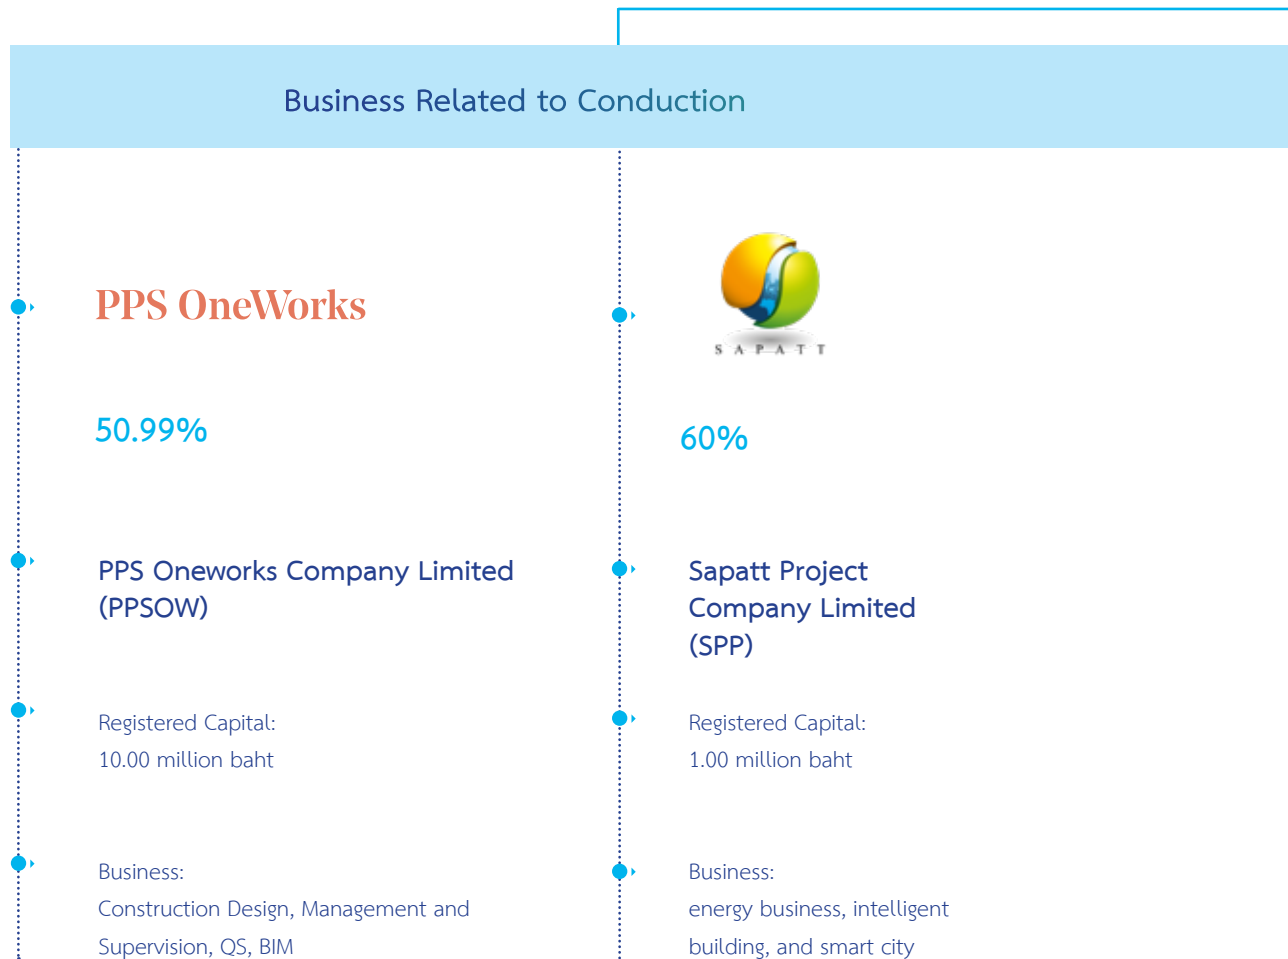 Business Related to Conduction
PPS OneWorks
50.99%
PPS Oneworks Company Limited
(PPSOW)
Registered Capital:
10.00 million baht
Business:
Construction Design, Management and
Supervision, QS, BIM
SAPATT
60%
Sapatt Project
Company Limited
(SPP)
Registered Capital:
1.00 million baht
Business:
energy business, intelligent
building, and smart city